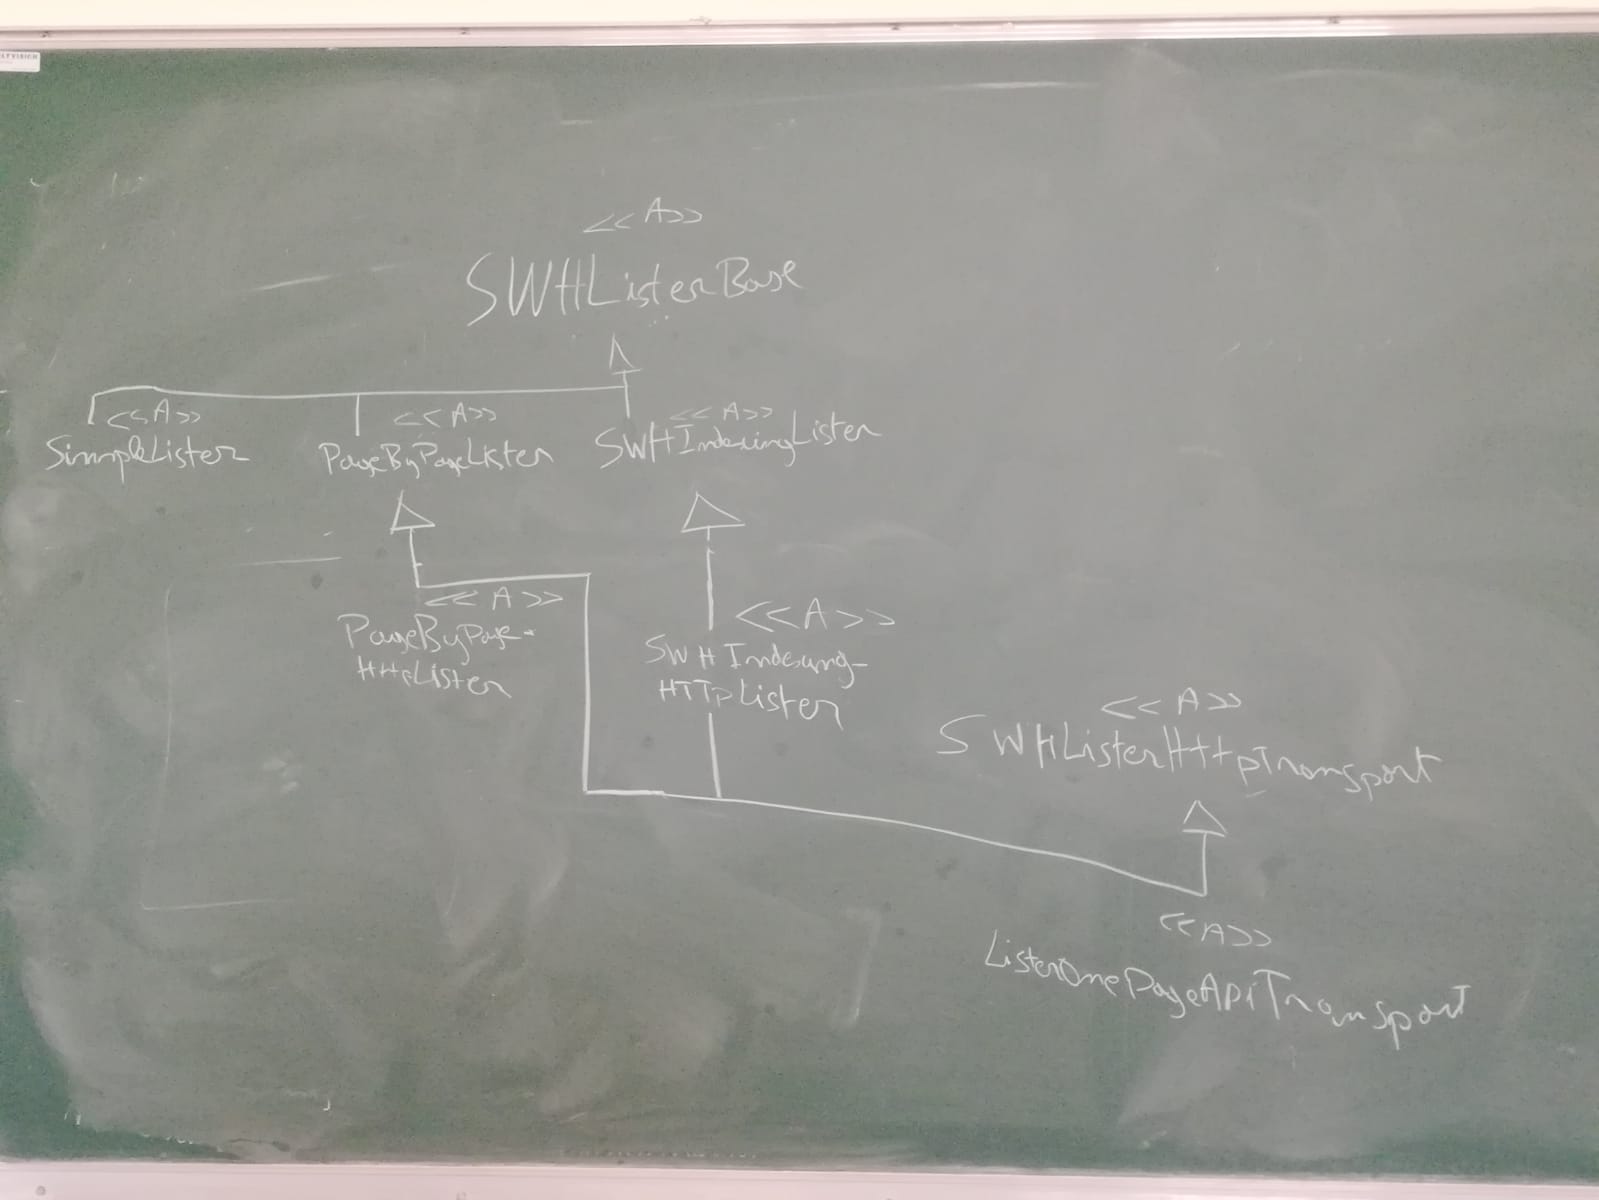 <<A>>
SWHListerBase
<<A>>
SimpleLister
<<A>>
PageByPageLister
<<A>>
SWHIndexingLister
<<A>>
PageByPage-
HttpLister
<<A>>
SWHIndexing-
HTTpLister
<<A>>
SWHListerHttpTransport
<<A>>
ListerOnePageApiTransport